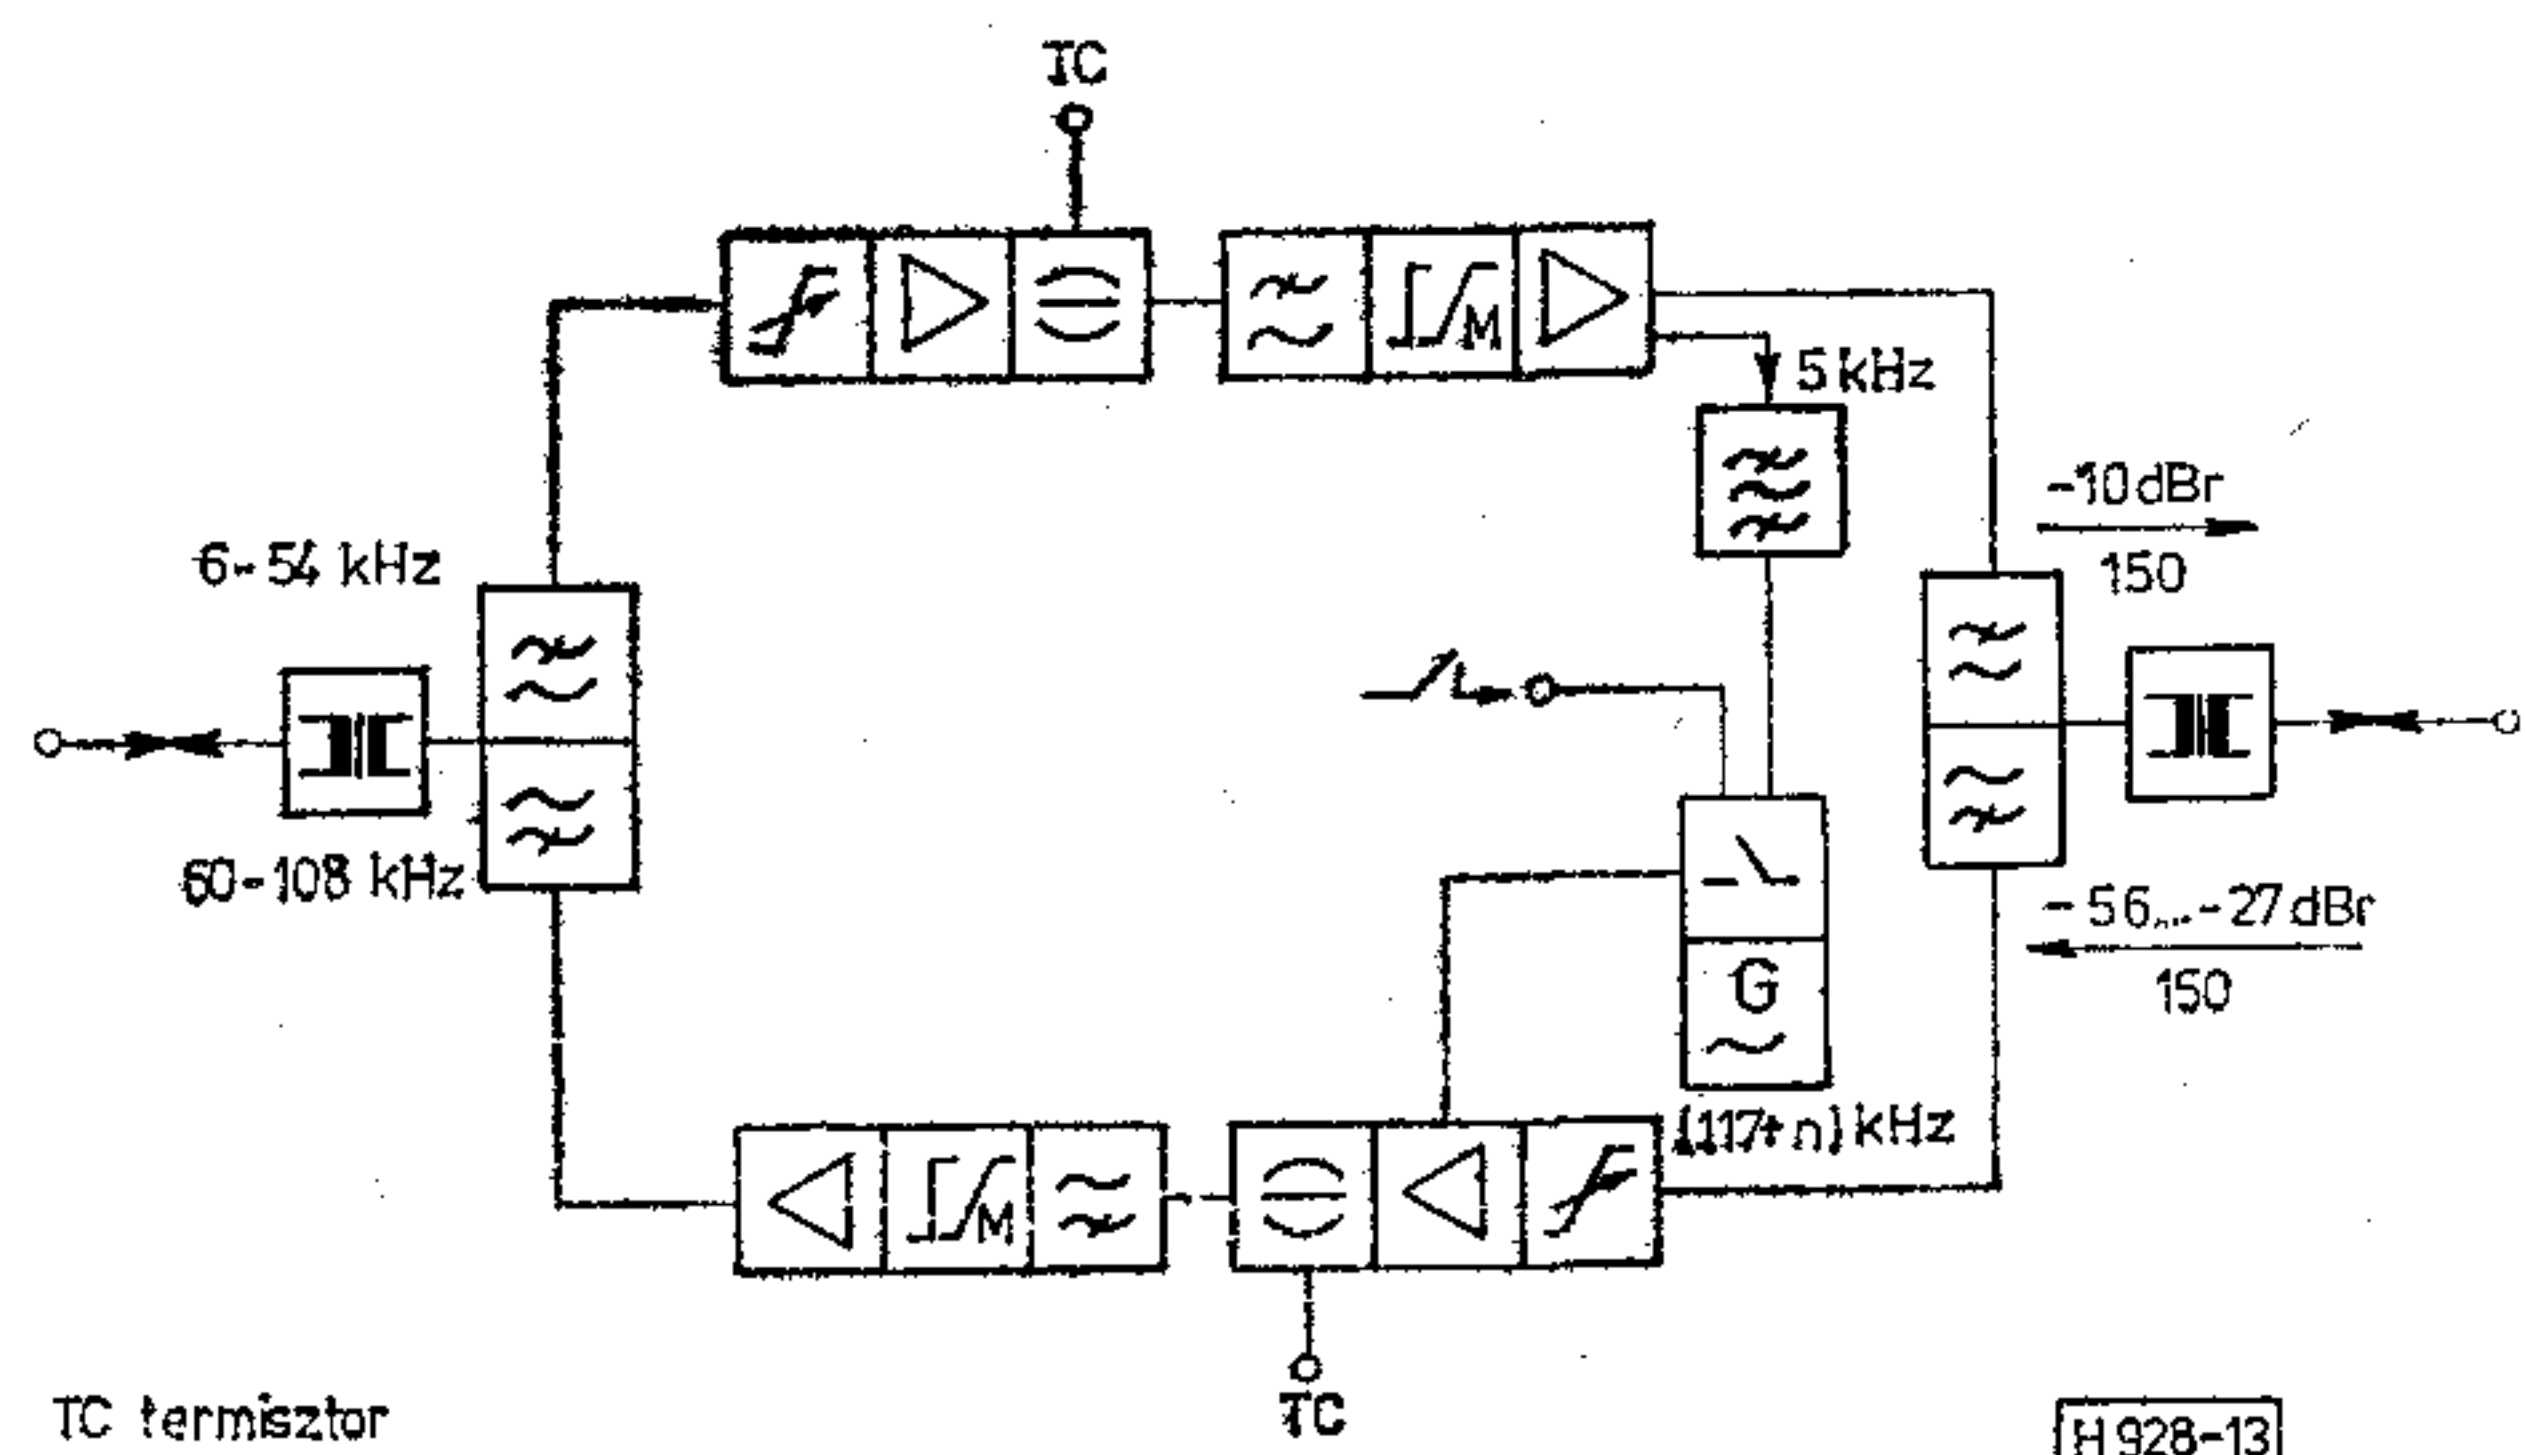 TC
5 kHz
-10 dBr
150
6-54 kHz
M
60-108 kHz
-56...-27 dBr
150
G
(117+n) kHz
M
TC
TC termisztor
H 928-13